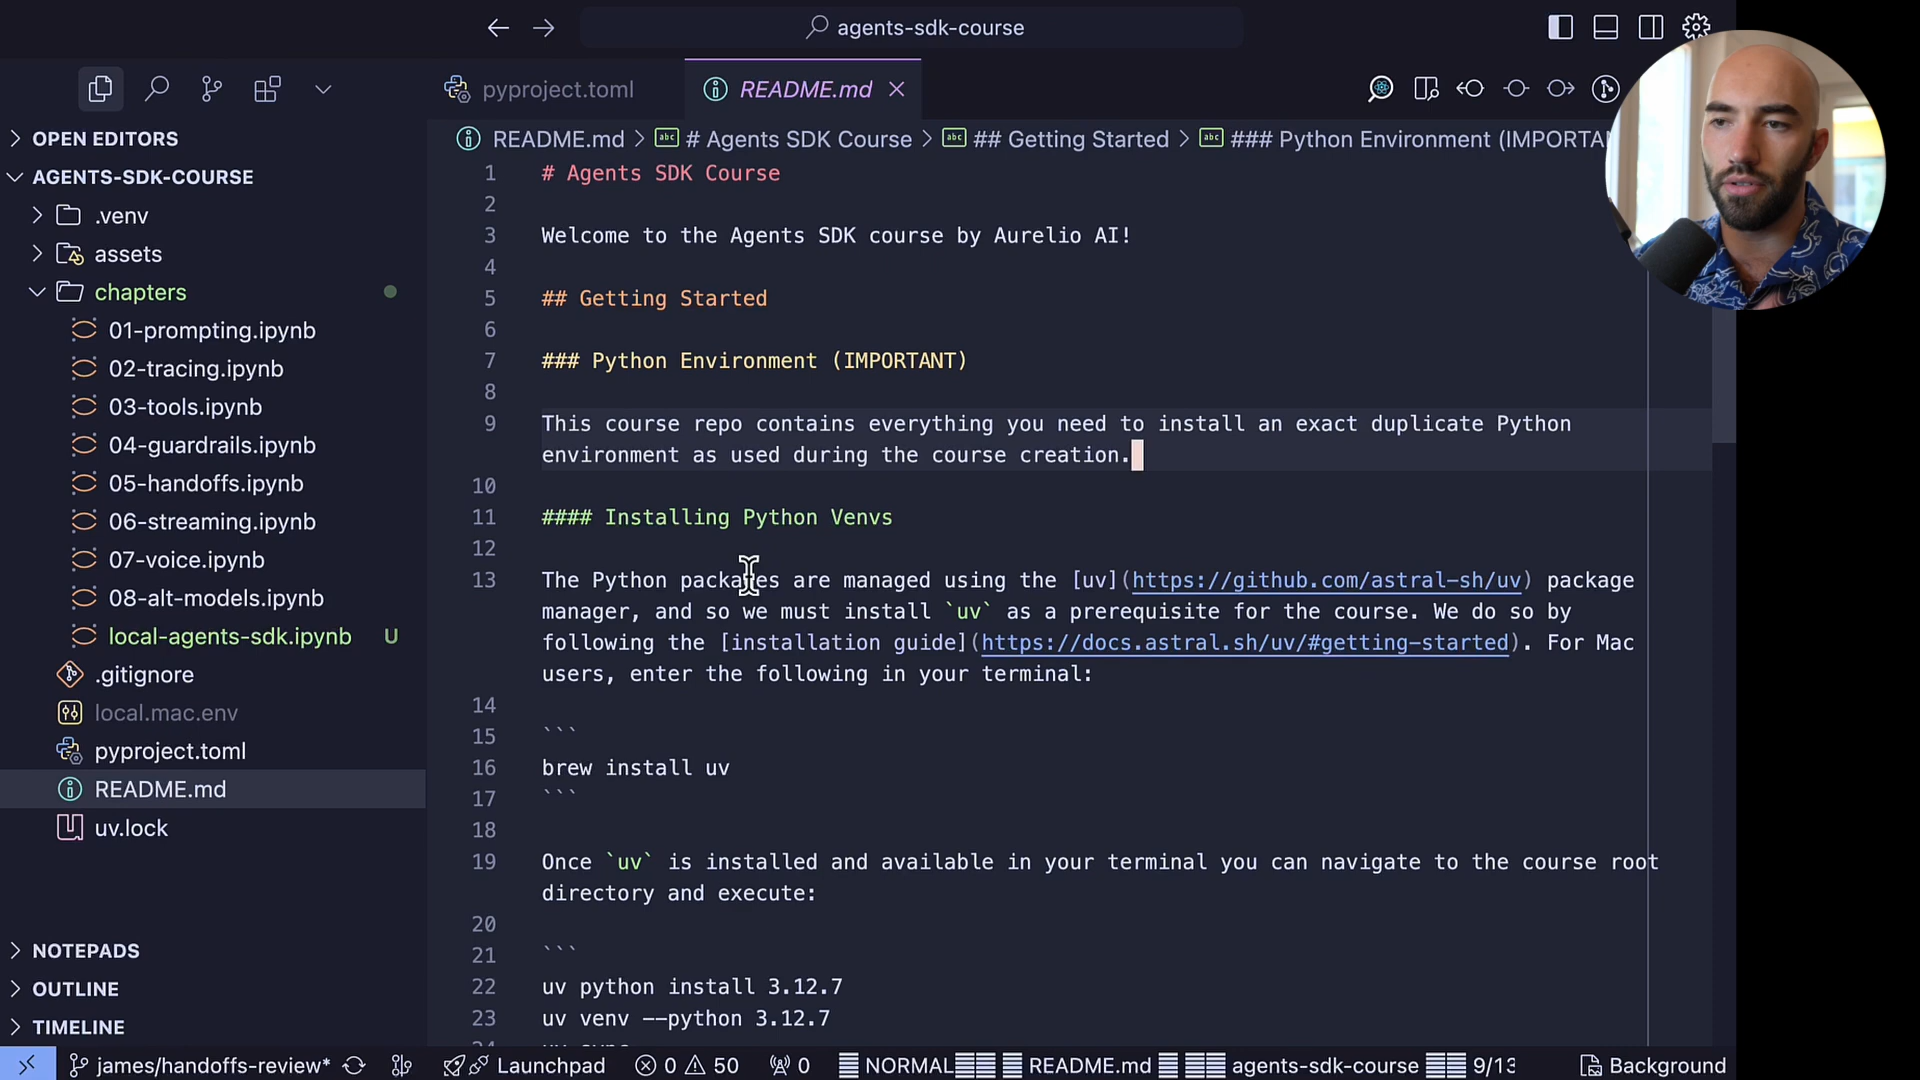 agents-sdk-course
pyproject.toml
README.md
README.md > # Agents SDK Course > ## Getting Started > ### Python Environment (IMPORTAN
OPEN EDITORS
AGENTS-SDK-COURSE
.venv
assets
chapters
01-prompting.ipynb
02-tracing.ipynb
03-tools.ipynb
04-guardrails.ipynb
05-handoffs.ipynb
06-streaming.ipynb
07-voice.ipynb
08-alt-models.ipynb
local-agents-sdk.ipynb U
.gitignore
local.mac.env
pyproject.toml
README.md
uv.lock
NOTEPADS
OUTLINE
TIMELINE
1 # Agents SDK Course
2
3 Welcome to the Agents SDK course by Aurelio AI!
4
5 ## Getting Started
6
7 ### Python Environment (IMPORTANT)
8
9 This course repo contains everything you need to install an exact duplicate Python
environment as used during the course creation.
10
11 #### Installing Python Venvs
12
13 The Python packages are managed using the [uv](https://github.com/astral-sh/uv) package
manager, and so we must install `uv` as a prerequisite for the course. We do so by
following the [installation guide](https://docs.astral.sh/uv/#getting-started). For Mac
users, enter the following in your terminal:
14
15 ```
16 brew install uv
17 ```
18
19 Once `uv` is installed and available in your terminal you can navigate to the course root
directory and execute:
20
21 ```
22 uv python install 3.12.7
23 uv venv --python 3.12.7
james/handoffs-review* Launchpad 0 50 0 NORMAL README.md agents-sdk-course 9/13 Background